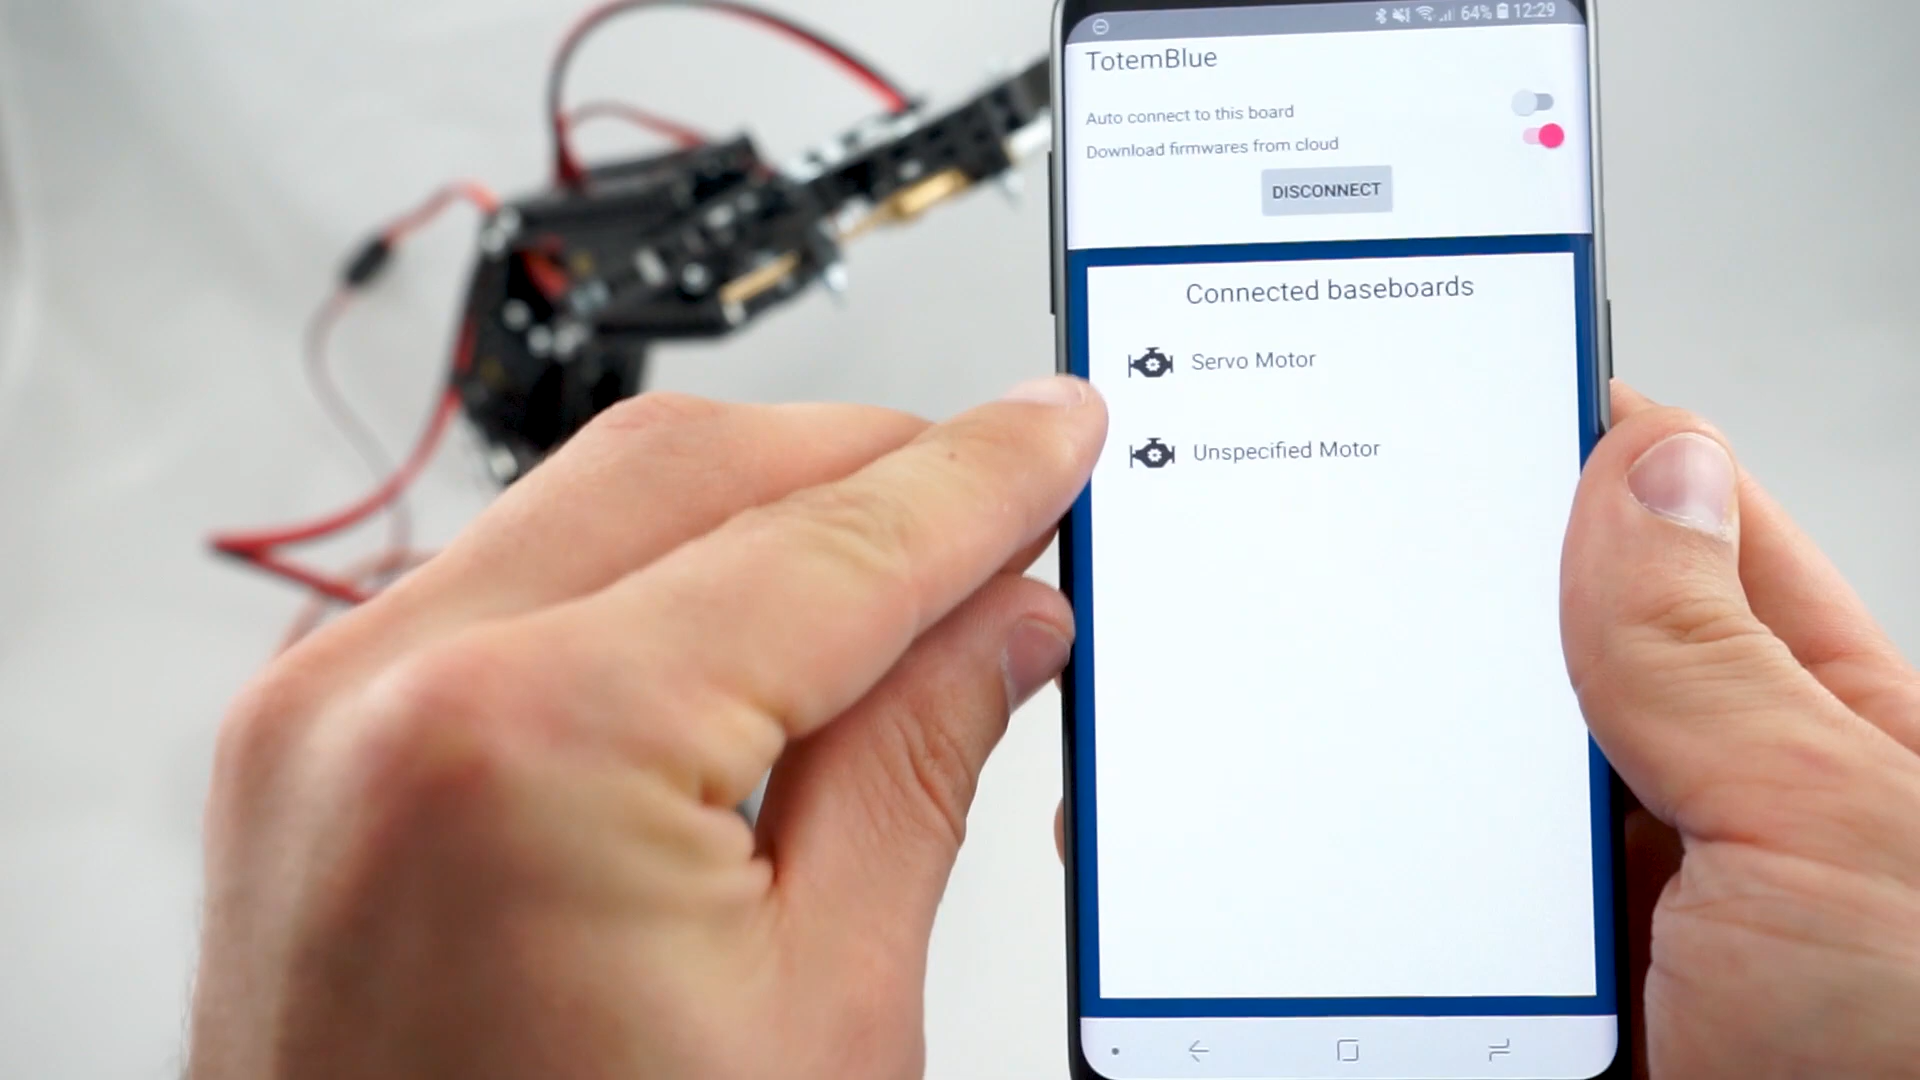 64% 12:29
TotemBlue
Auto connect to this board
Download firmwares from cloud
DISCONNECT
Connected baseboards
Servo Motor
Unspecified Motor